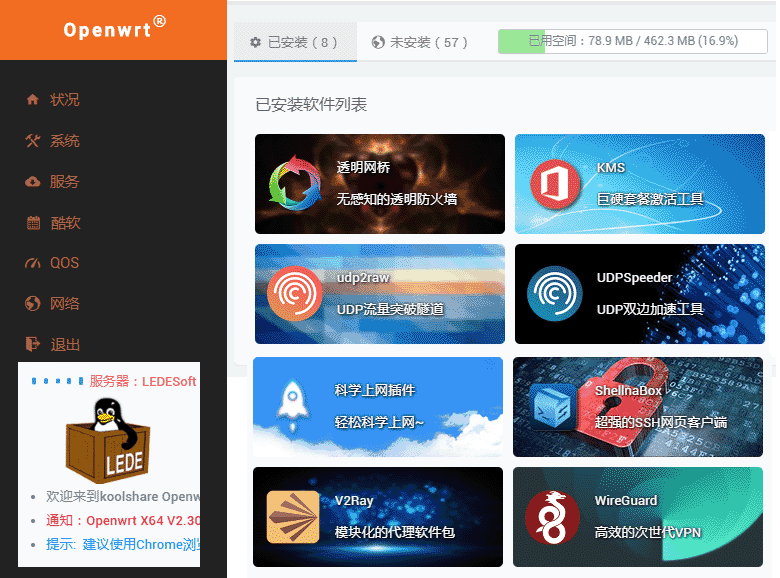 Openwrt®
状况
系统
服务
酷软
QOS
网络
退出
服务器：LEDESoft
LEDE
欢迎来到koolshare Openw
通知：Openwrt X64 V2.30
提示: 建议使用Chrome浏
已安装 ( 8 )
未安装 ( 57 )
已用空间：78.9 MB / 462.3 MB (16.9%)
已安装软件列表
透明网桥
无感知的透明防火墙
KMS
巨硬套餐激活工具
udp2raw
UDP流量突破隧道
UDPSpeeder
UDP双边加速工具
科学上网插件
轻松科学上网~
ShellnaBox
超强的SSH网页客户端
V2Ray
模块化的代理软件包
WireGuard
高效的次世代VPN